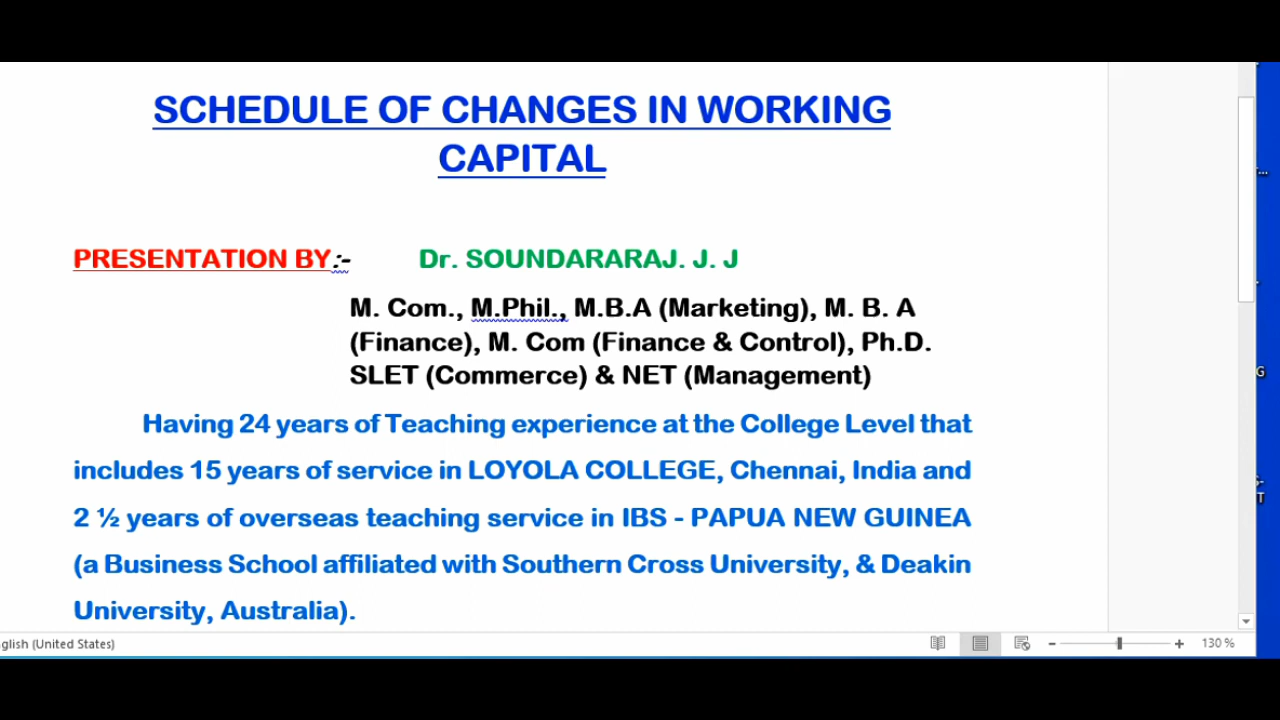 SCHEDULE OF CHANGES IN WORKING
CAPITAL
PRESENTATION BY:- Dr. SOUNDARARAJ. J. J
M. Com., M.Phil., M.B.A (Marketing), M. B. A
(Finance), M. Com (Finance & Control), Ph.D.
SLET (Commerce) & NET (Management)
Having 24 years of Teaching experience at the College Level that
includes 15 years of service in LOYOLA COLLEGE, Chennai, India and
2 ½ years of overseas teaching service in IBS - PAPUA NEW GUINEA
(a Business School affiliated with Southern Cross University, & Deakin
University, Australia).
glish (United States) 130 %